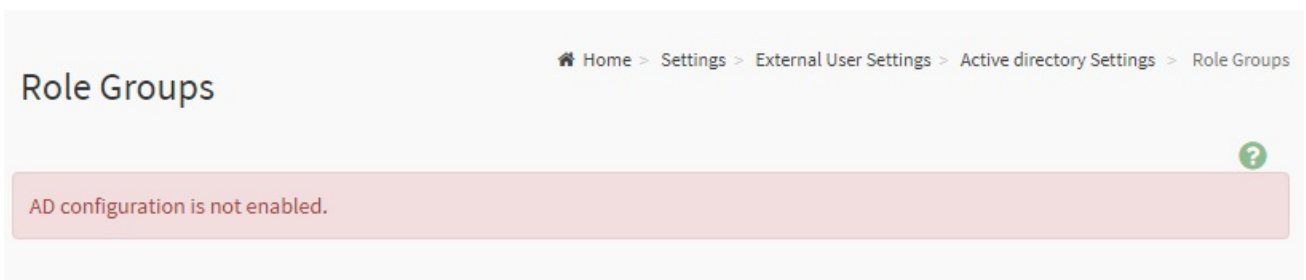 Home > Settings > External User Settings > Active directory Settings > Role Groups
Role Groups
?
AD configuration is not enabled.